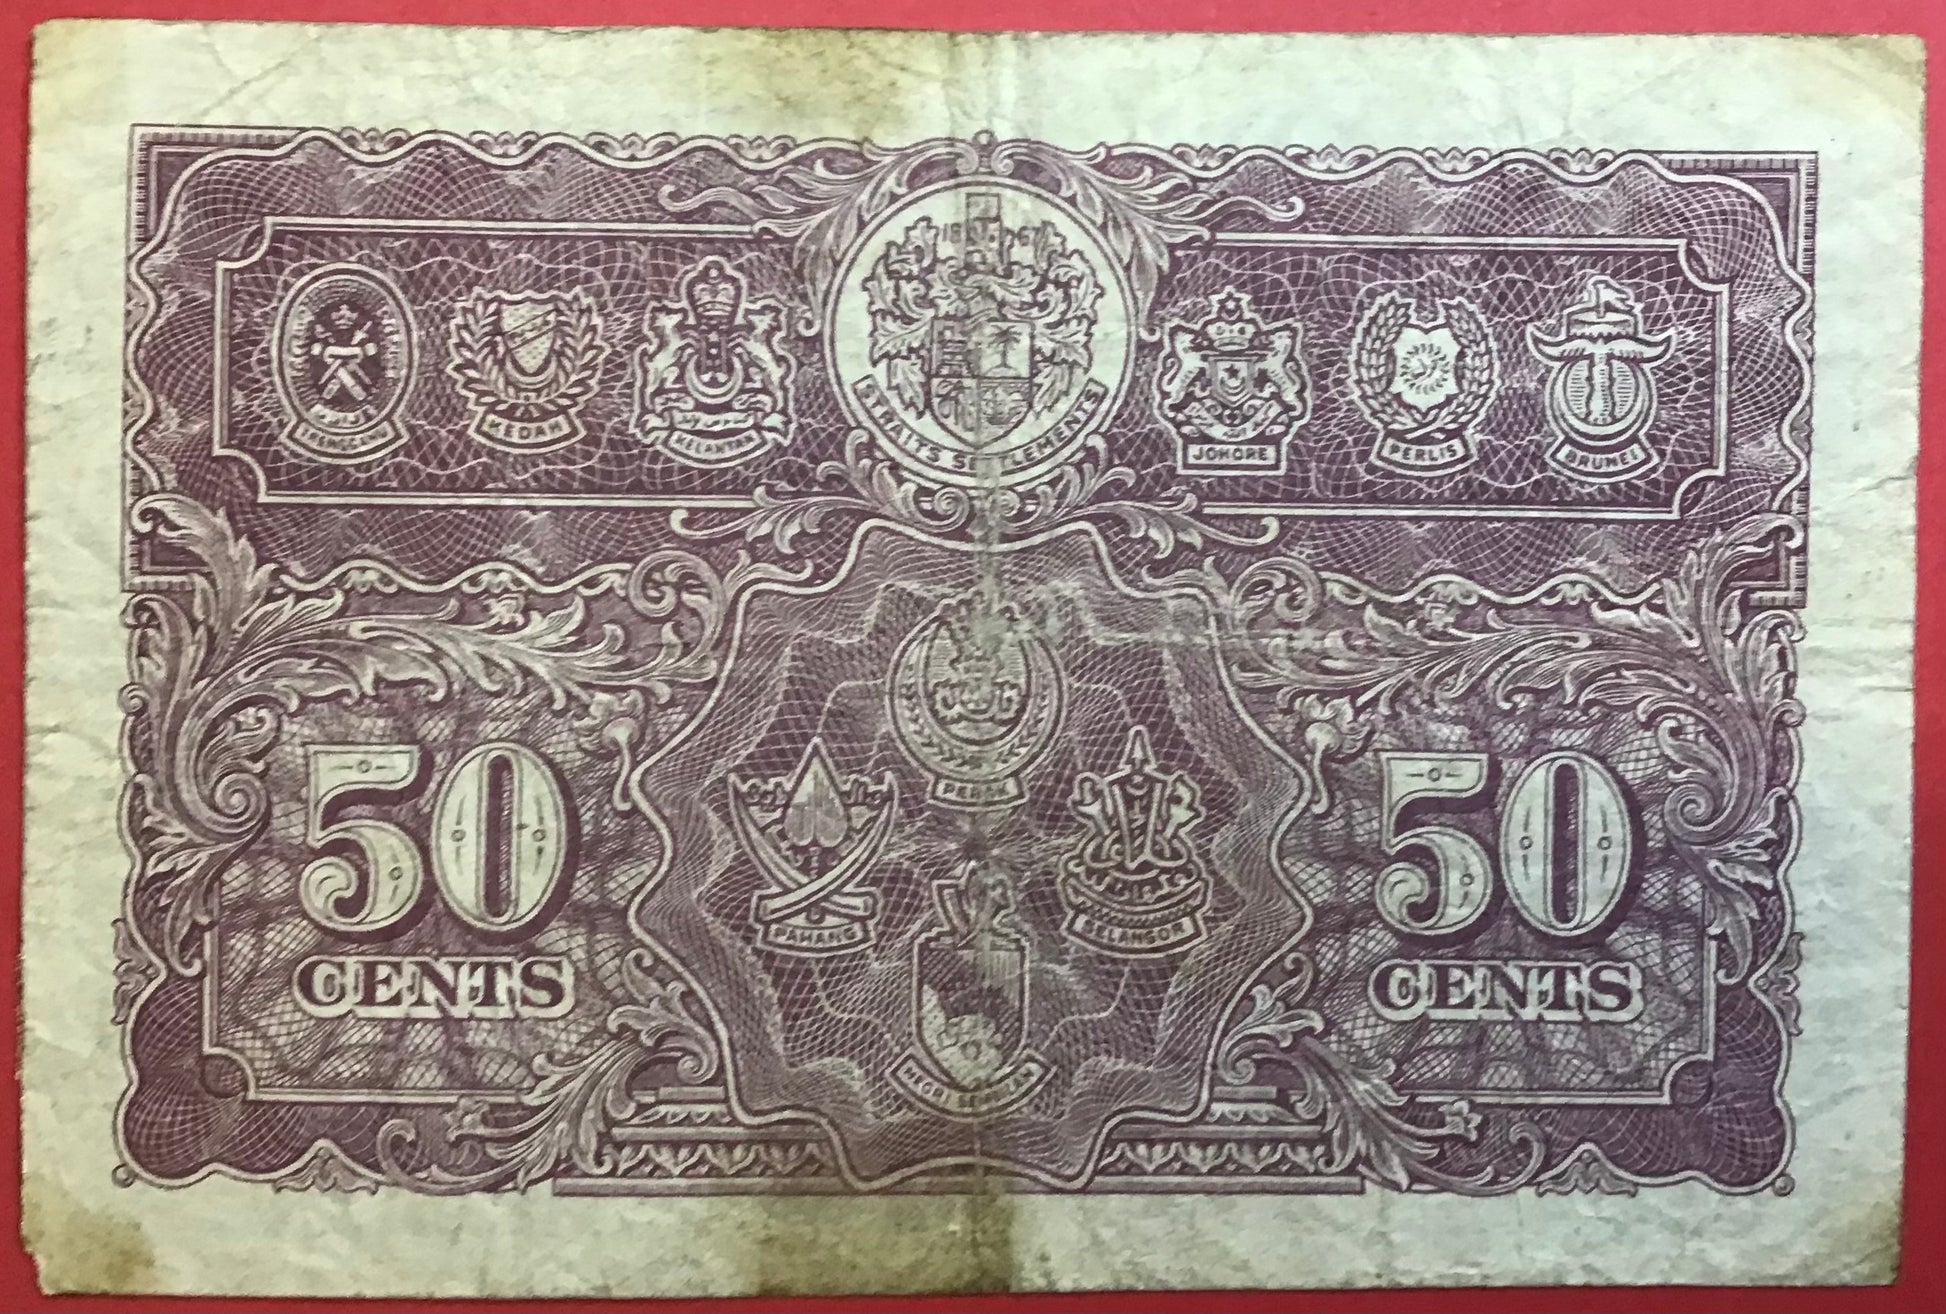 TRENGGANU
KEDAH
KELANTAN
STRAITS SETTLEMENTS
JOHORE
PERLIS
BRUNEI
PERAK
PAHANG
SELANGOR
NEGRI SEMBILAN
50
CENTS
50
CENTS